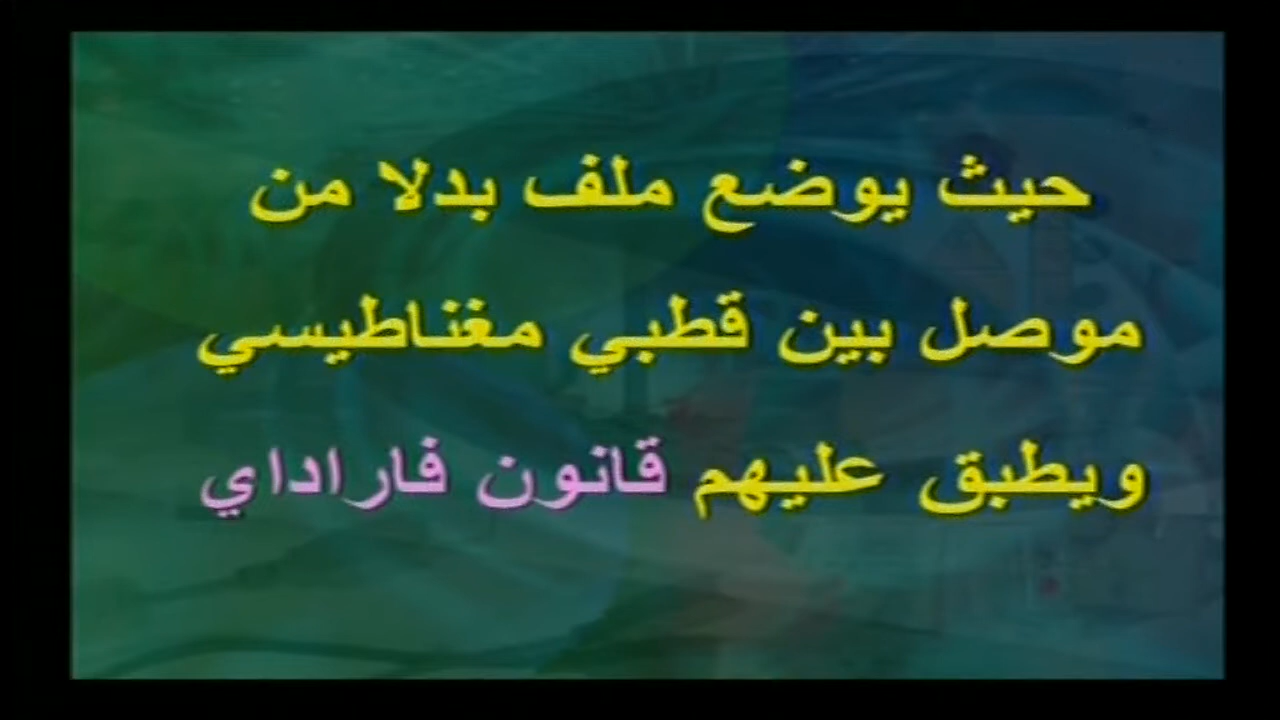 حيث يوضع ملف بدلا من
موصل بين قطبي مغناطيسي
ويطبق عليهم قانون فاراداي